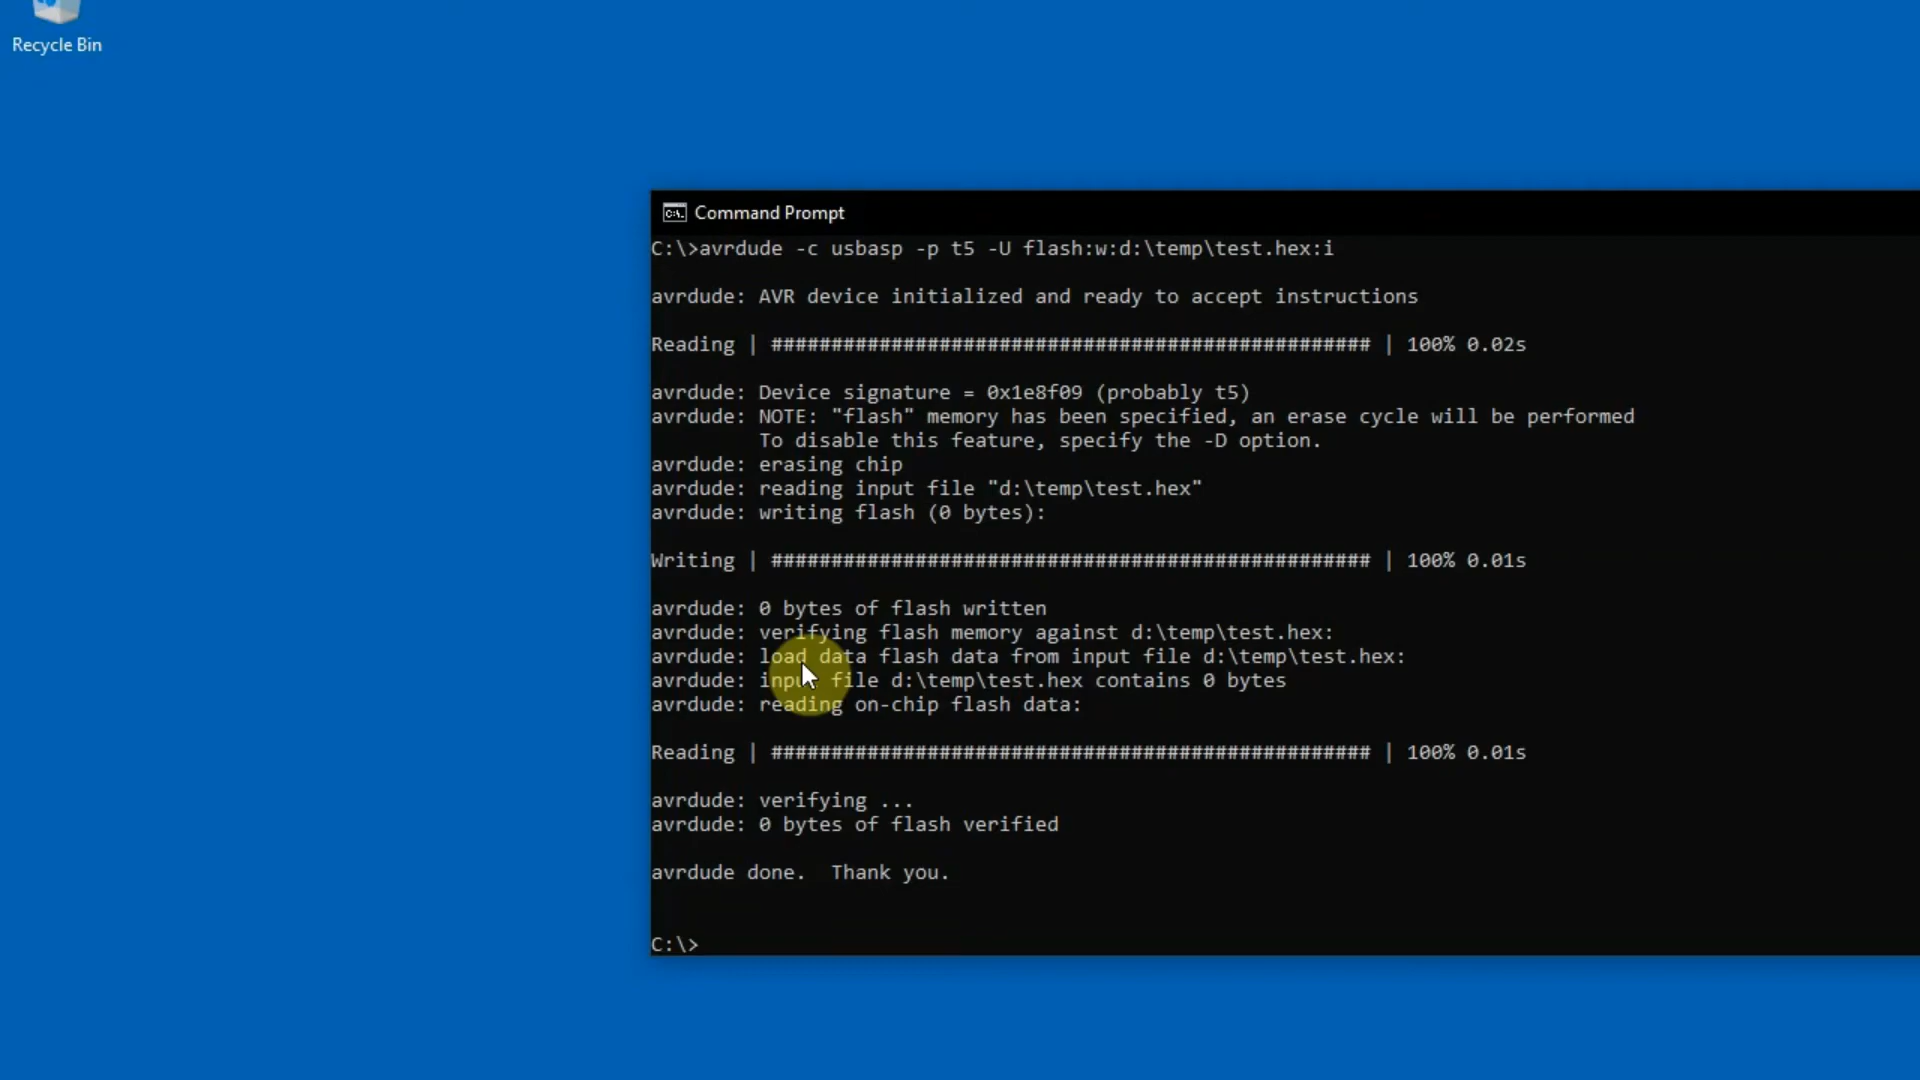 Recycle Bin
Command Prompt
C:\>avrdude -c usbasp -p t5 -U flash:w:d:\temp\test.hex:i
avrdude: AVR device initialized and ready to accept instructions
Reading | ################################################## | 100% 0.02s
avrdude: Device signature = 0x1e8f09 (probably t5)
avrdude: NOTE: "flash" memory has been specified, an erase cycle will be performed
To disable this feature, specify the -D option.
avrdude: erasing chip
avrdude: reading input file "d:\temp\test.hex"
avrdude: writing flash (0 bytes):
Writing | ################################################## | 100% 0.01s
avrdude: 0 bytes of flash written
avrdude: verifying flash memory against d:\temp\test.hex:
avrdude: load data flash data from input file d:\temp\test.hex:
avrdude: input file d:\temp\test.hex contains 0 bytes
avrdude: reading on-chip flash data:
Reading | ################################################## | 100% 0.01s
avrdude: verifying ...
avrdude: 0 bytes of flash verified
avrdude done.  Thank you.
C:\>